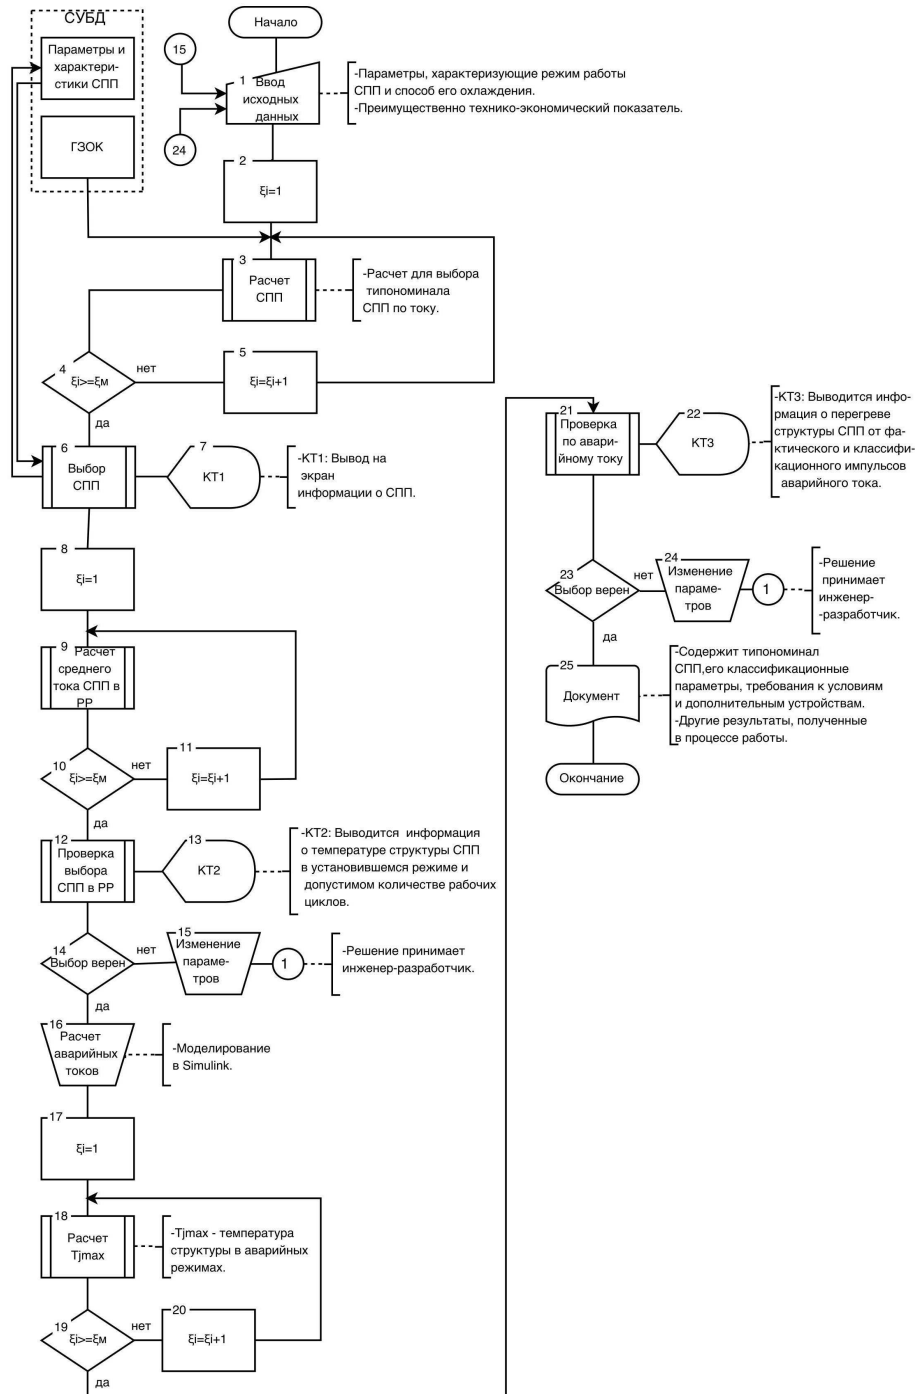 СУБД
Параметры и
характери-
стики СПП
ГЗОК
Начало
15
24
1
Ввод
исходных
данных
-Параметры, характеризующие режим работы
СПП и способ его охлаждения.
-Преимущественно технико-экономический показатель.
2
ξi=1
3
Расчет
СПП
-Расчет для выбора
типономинала
СПП по току.
4
ξi>=ξм
нет
да
5
ξi=ξi+1
6
Выбор
СПП
7
КТ1
-КТ1: Вывод на
экран
информации о СПП.
8
ξi=1
9
Расчет
среднего
тока СПП в
РР
10
ξi>=ξм
нет
да
11
ξi=ξi+1
12
Проверка
выбора
СПП в РР
13
КТ2
-КТ2: Выводится информация
о температуре структуры СПП
в установившемся режиме и
допустимом количестве рабочих
циклов.
14
Выбор верен
нет
да
15
Изменение
параме-
тров
1
-Решение принимает
инженер-разработчик.
16
Расчет
аварийных
токов
-Моделирование
в Simulink.
17
ξi=1
18
Расчет
Tjmax
-Tjmax - температура
структуры в аварийных
режимах.
19
ξi>=ξм
нет
да
20
ξi=ξi+1
21
Проверка
по авари-
йному току
22
КТ3
-КТ3: Выводится инфо-
рмация о перегреве
структуры СПП от фа-
ктического и классифи-
кационного импульсов
аварийного тока.
23
Выбор верен
нет
да
24
Изменение
параме-
тров
1
-Решение
принимает
инженер-
-разработчик.
25
Документ
-Содержит типономинал
СПП,его классификационные
параметры, требования к условиям
и дополнительным устройствам.
-Другие результаты, полученные
в процессе работы.
Окончание